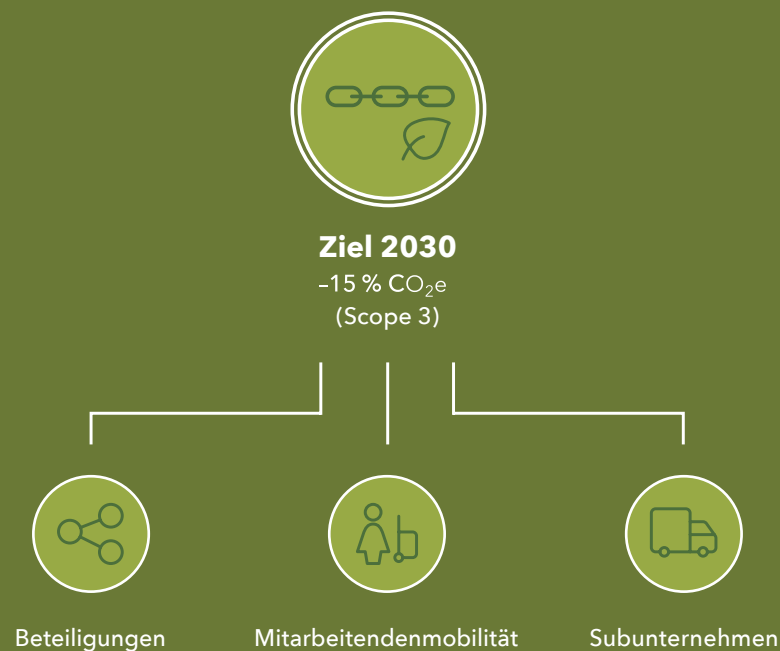 Ziel 2030
–15 % CO₂e
(Scope 3)
Beteiligungen
Mitarbeitendenmobilität
Subunternehmen